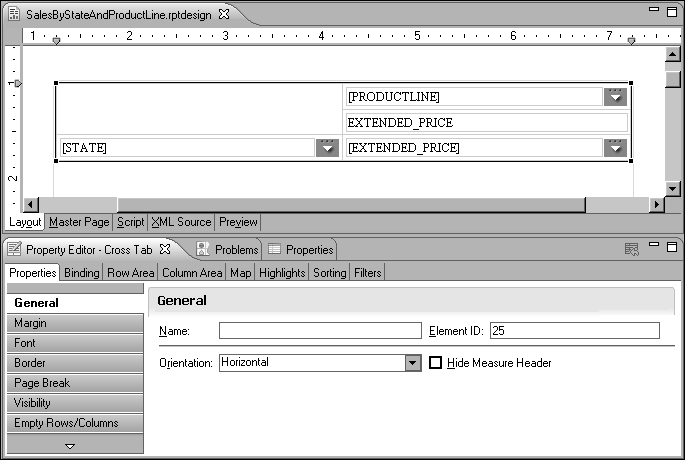 SalesByStateAndProductLine.rptdesign
1 2 3 4 5 6 7
1
2
[PRODUCTLINE]
EXTENDED_PRICE
[STATE] [EXTENDED_PRICE]
Layout Master Page Script XML Source Preview
Property Editor - Cross Tab Problems Properties
Properties Binding Row Area Column Area Map Highlights Sorting Filters
General
Margin
Font
Border
Page Break
Visibility
Empty Rows/Columns
General
Name: Element ID: 25
Orientation: Horizontal Hide Measure Header